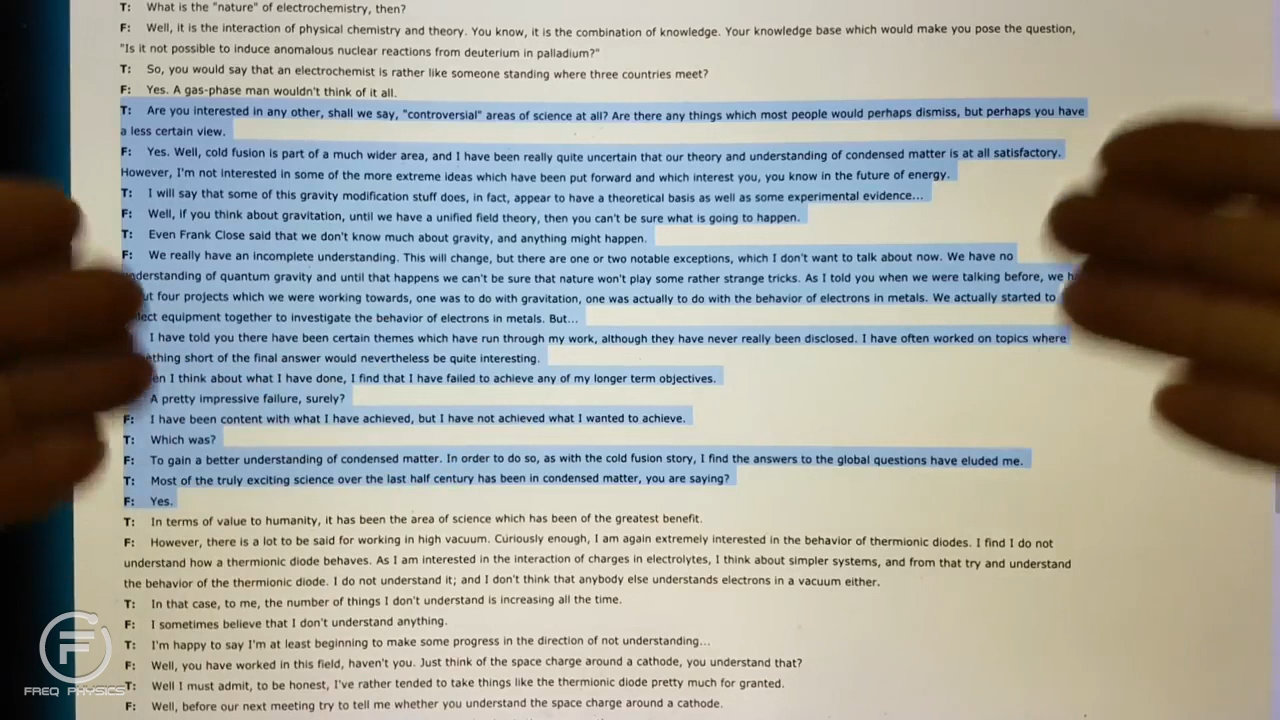 T: What is the "nature" of electrochemistry, then?
F: Well, it is the interaction of physical chemistry and theory. You know, it is the combination of knowledge. Your knowledge base which would make you pose the question,
"Is it not possible to induce anomalous nuclear reactions from deuterium in palladium?"
T: So, you would say that an electrochemist is rather like someone standing where three countries meet?
F: Yes. A gas-phase man wouldn't think of it all.
T: Are you interested in any other, shall we say, "controversial" areas of science at all? Are there any things which most people would perhaps dismiss, but perhaps you have
a less certain view.
F: Yes. Well, cold fusion is part of a much wider area, and I have been really quite uncertain that our theory and understanding of condensed matter is at all satisfactory.
However, I'm not interested in some of the more extreme ideas which have been put forward and which interest you, you know in the future of energy.
T: I will say that some of this gravity modification stuff does, in fact, appear to have a theoretical basis as well as some experimental evidence...
F: Well, if you think about gravitation, until we have a unified field theory, then you can't be sure what is going to happen.
T: Even Frank Close said that we don't know much about gravity, and anything might happen.
F: We really have an incomplete understanding. This will change, but there are one or two notable exceptions, which I don't want to talk about now. We have no
understanding of quantum gravity and until that happens we can't be sure that nature won't play some rather strange tricks. As I told you when we were talking before, we
four projects which we were working towards, one was to do with gravitation, one was actually to do with the behavior of electrons in metals. We actually started to
equipment together to investigate the behavior of electrons in metals. But...
I have told you there have been certain themes which have run through my work, although they have never really been disclosed. I have often worked on topics where
short of the final answer would nevertheless be quite interesting.
I think about what I have done, I find that I have failed to achieve any of my longer term objectives.
A pretty impressive failure, surely?
F: I have been content with what I have achieved, but I have not achieved what I wanted to achieve.
T: Which was?
F: To gain a better understanding of condensed matter. In order to do so, as with the cold fusion story, I find the answers to the global questions have eluded me.
T: Most of the truly exciting science over the last half century has been in condensed matter, you are saying?
F: Yes.
T: In terms of value to humanity, it has been the area of science which has been of the greatest benefit.
F: However, there is a lot to be said for working in high vacuum. Curiously enough, I am again extremely interested in the behavior of thermionic diodes. I find I do not
understand how a thermionic diode behaves. As I am interested in the interaction of charges in electrolytes, I think about simpler systems, and from that try and understand
the behavior of the thermionic diode. I do not understand it; and I don't think that anybody else understands electrons in a vacuum either.
T: In that case, to me, the number of things I don't understand is increasing all the time.
F: I sometimes believe that I don't understand anything.
T: I'm happy to say I'm at least beginning to make some progress in the direction of not understanding...
F: Well, you have worked in this field, haven't you. Just think of the space charge around a cathode, you understand that?
T: Well I must admit, to be honest, I've rather tended to take things like the thermionic diode pretty much for granted.
F: Well, before our next meeting try to tell me whether you understand the space charge around a cathode.
F
FREQ PHYSICS